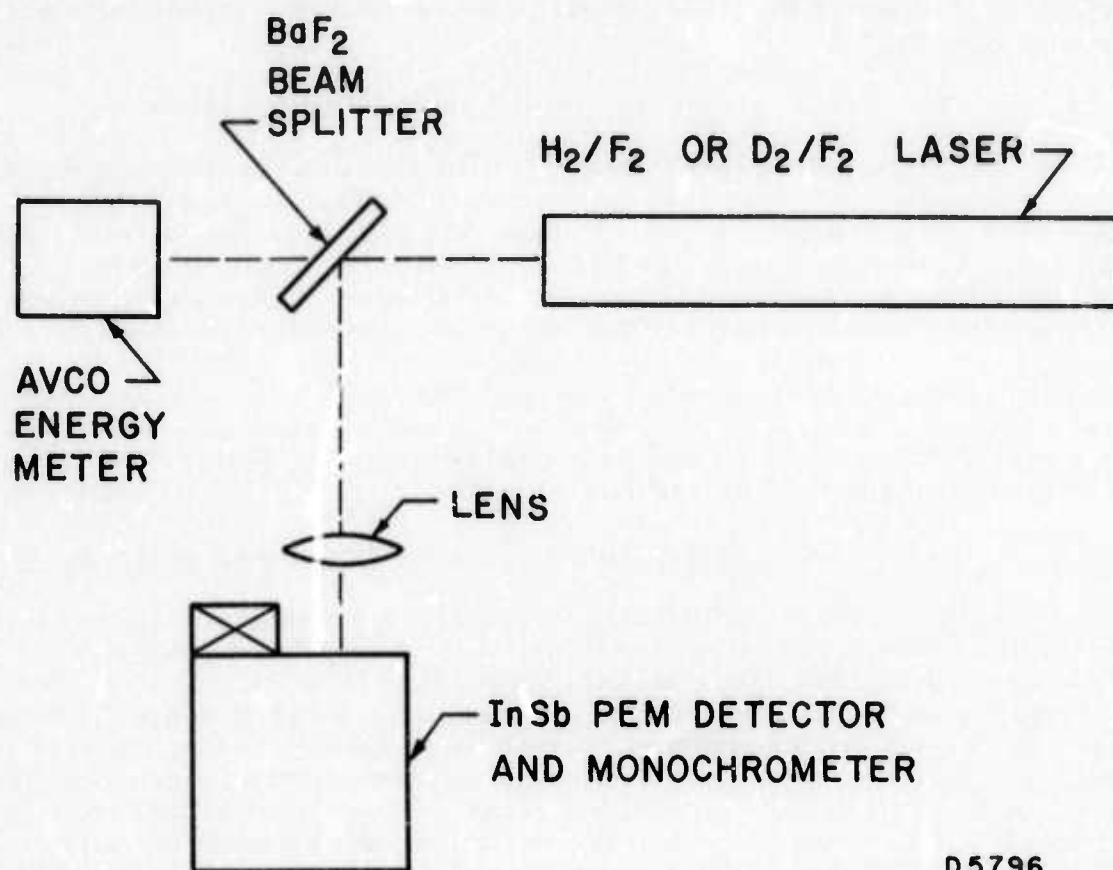 BaF2
BEAM
SPLITTER
H2/F2 OR D2/F2 LASER
AVCO
ENERGY
METER
LENS
InSb PEM DETECTOR
AND MONOCHROMETER
D5796